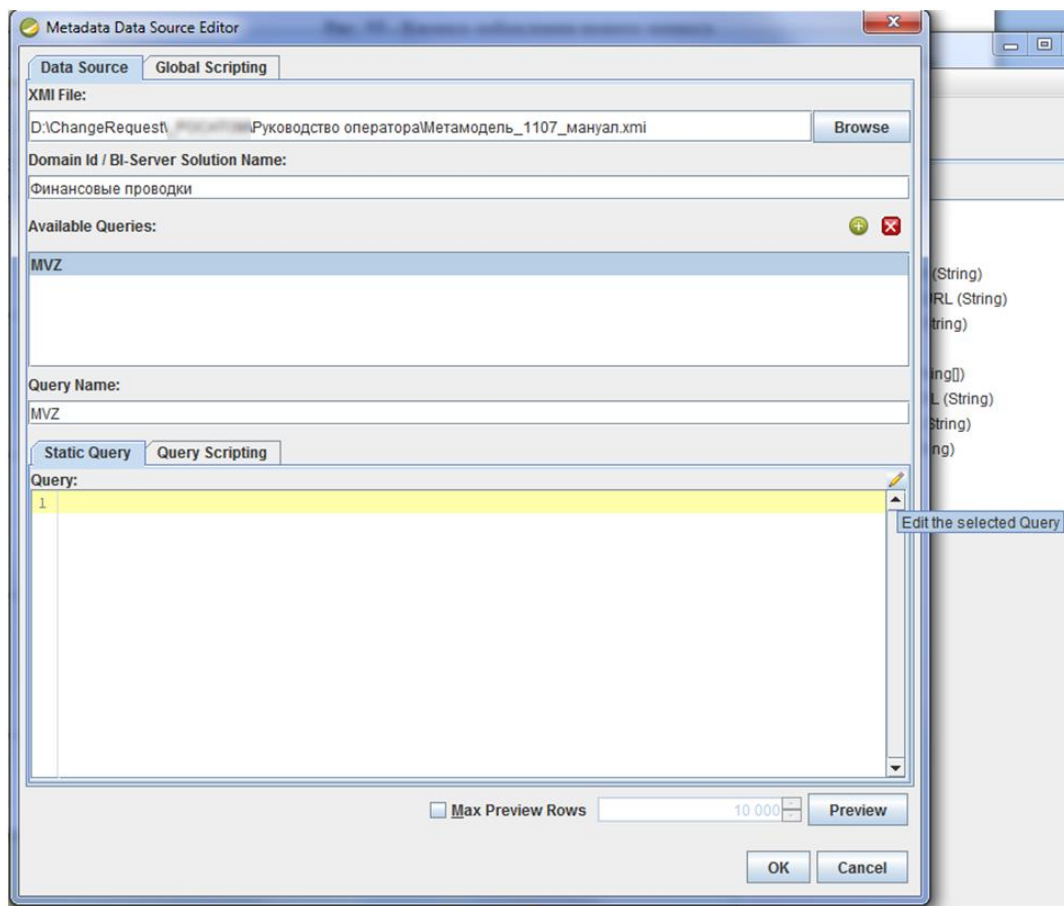 Metadata Data Source Editor
Data Source Global Scripting
XMI File:
D:\ChangeRequest\ \Руководство оператора\Метамодель_1107_мануал.xmi Browse
Domain Id / BI-Server Solution Name:
Финансовые проводки
Available Queries:
MVZ
(String)
RL (String)
tring)
ing[])
L (String)
String)
ng)
Query Name:
MVZ
Static Query Query Scripting
Query:
1
Edit the selected Query
Max Preview Rows 10 000 Preview
OK Cancel